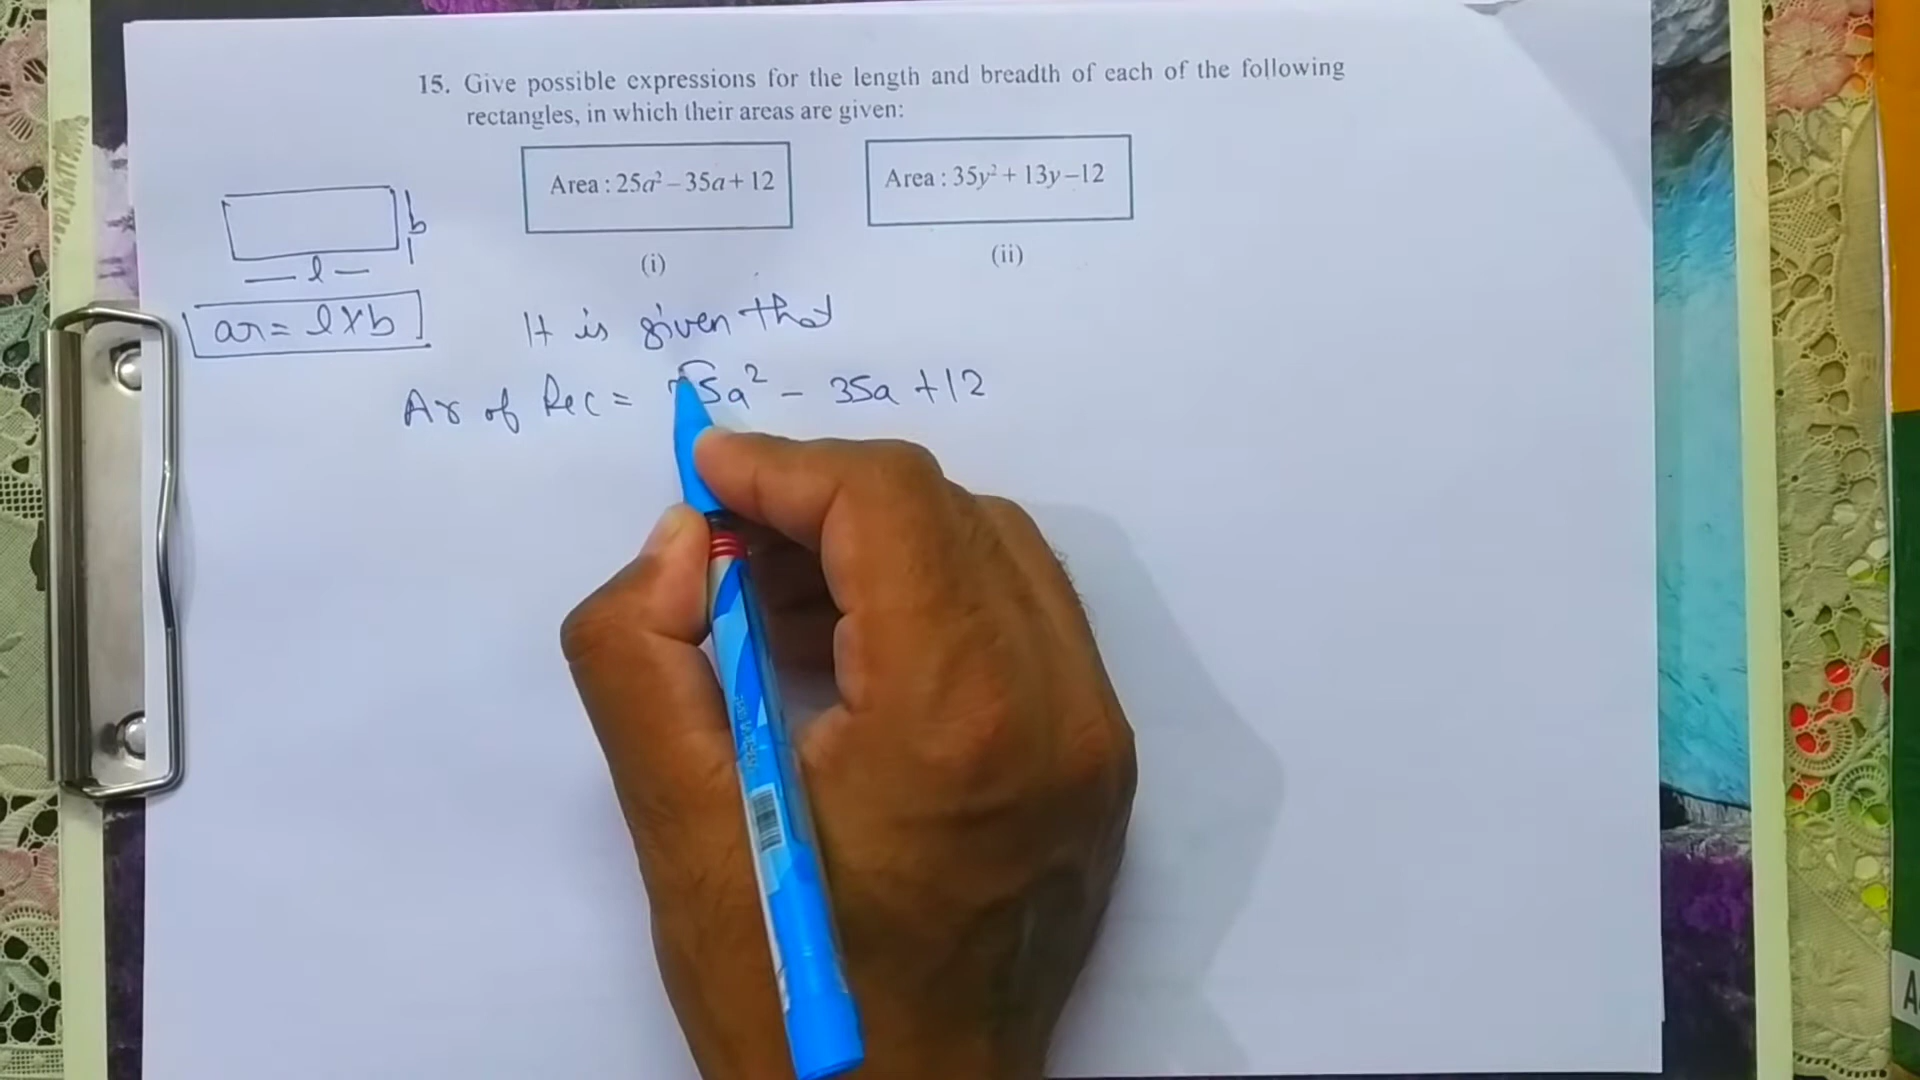 15. Give possible expressions for the length and breadth of each of the following
rectangles, in which their areas are given:
Area : 25a² – 35a + 12
Area : 35y² + 13y –12
(i)
(ii)
b
l
ar = l × b
It is given that
Ar of Rec = 25a² - 35a + 12
A